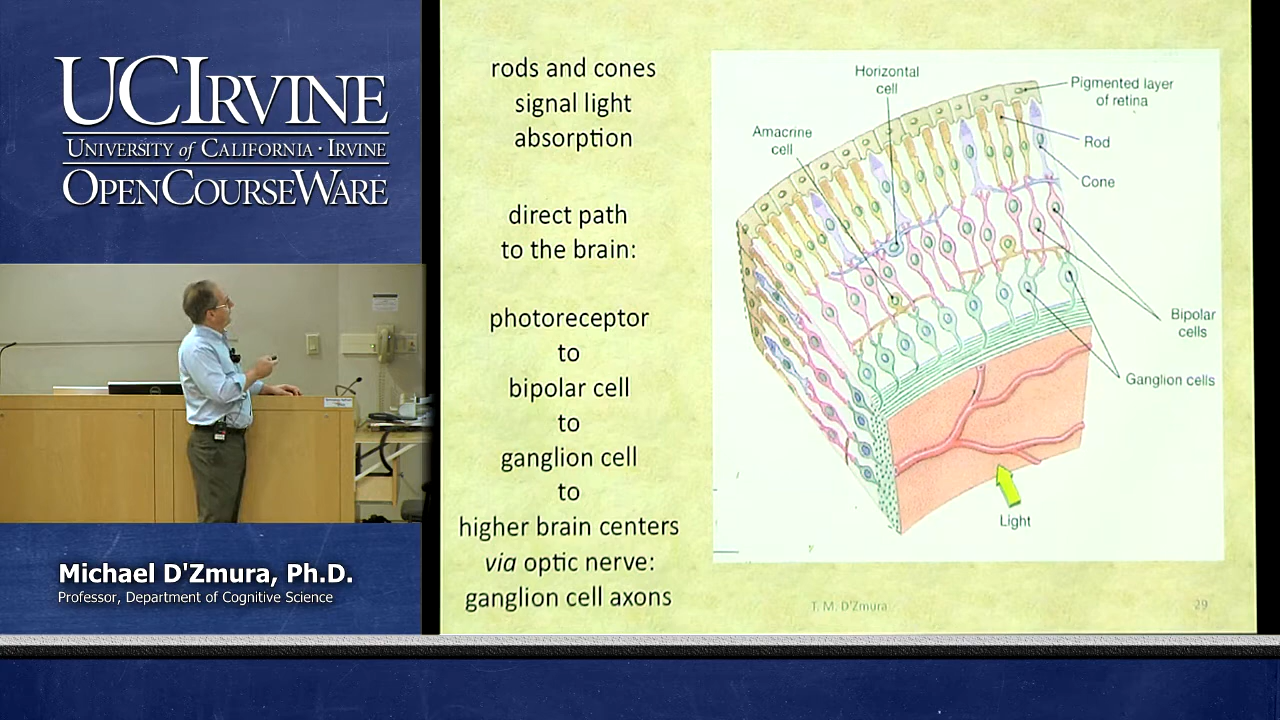 UCIRVINE
UNIVERSITY of CALIFORNIA · IRVINE
OPENCOURSEWARE
Michael D'Zmura, Ph.D.
Professor, Department of Cognitive Science
rods and cones
signal light
absorption
direct path
to the brain:
photoreceptor
to
bipolar cell
to
ganglion cell
to
higher brain centers
via optic nerve:
ganglion cell axons
Horizontal
cell
Pigmented layer
of retina
Amacrine
cell
Rod
Cone
Bipolar
cells
Ganglion cells
Light
T. M. D'Zmura
29